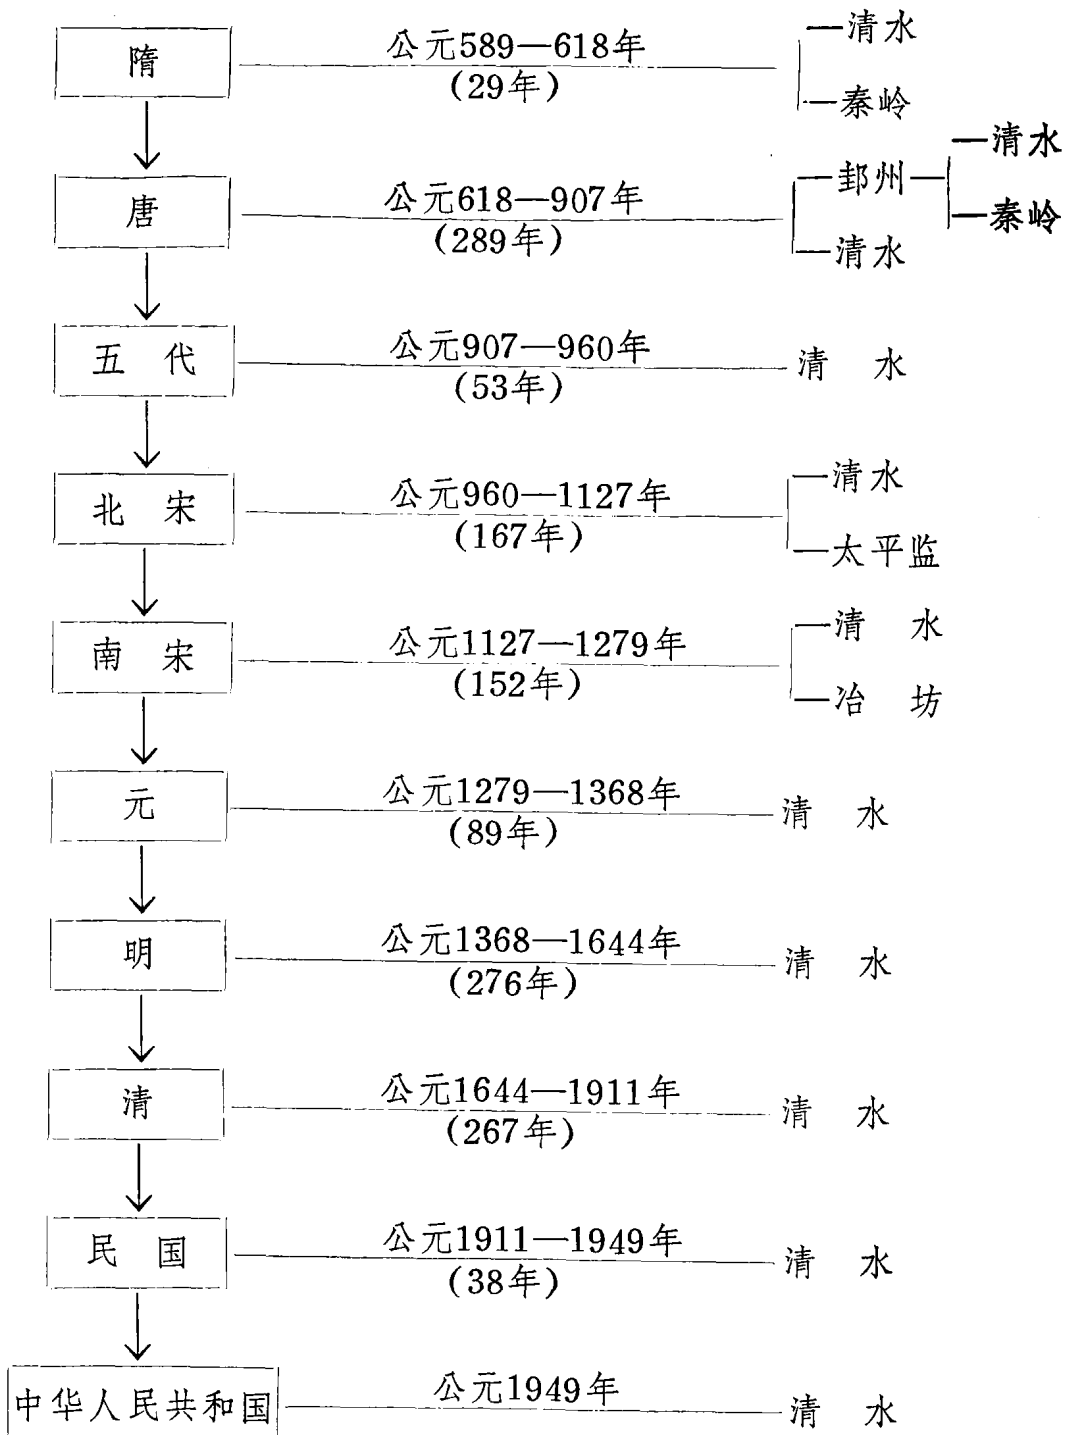 隋 公元589—618年 (29年) 清水
秦岭
唐 公元618—907年 (289年) 邽州 清水
秦岭
清水
五 代 公元907—960年 (53年) 清 水
北 宋 公元960—1127年 (167年) 清水
太平监
南 宋 公元1127—1279年 (152年) 清 水
冶 坊
元 公元1279—1368年 (89年) 清 水
明 公元1368—1644年 (276年) 清 水
清 公元1644—1911年 (267年) 清 水
民 国 公元1911—1949年 (38年) 清 水
中华人民共和国 公元1949年 清 水